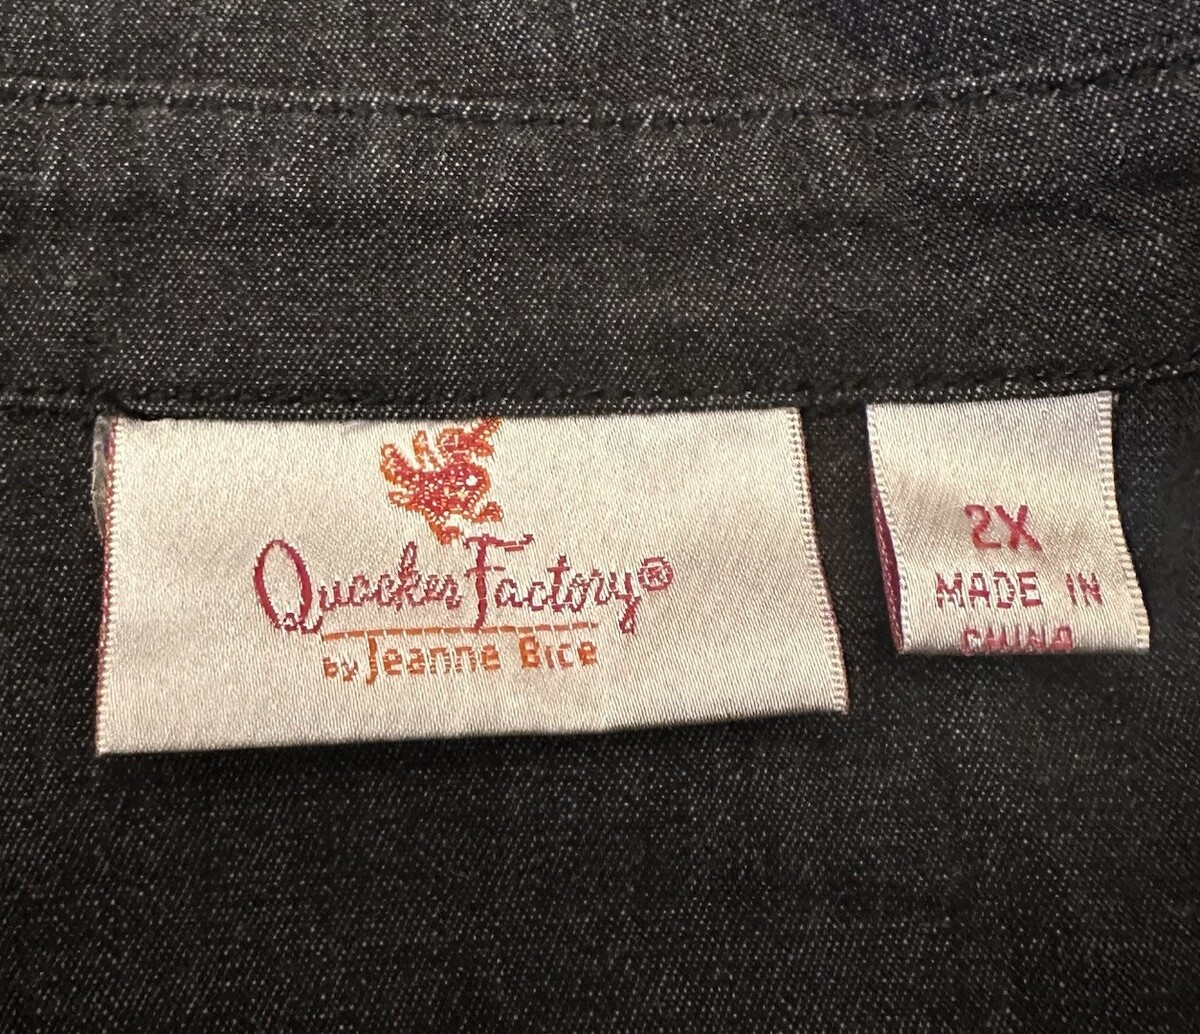 Quacker Factory®
by Jeanne Bice
2X
MADE IN
CHINA